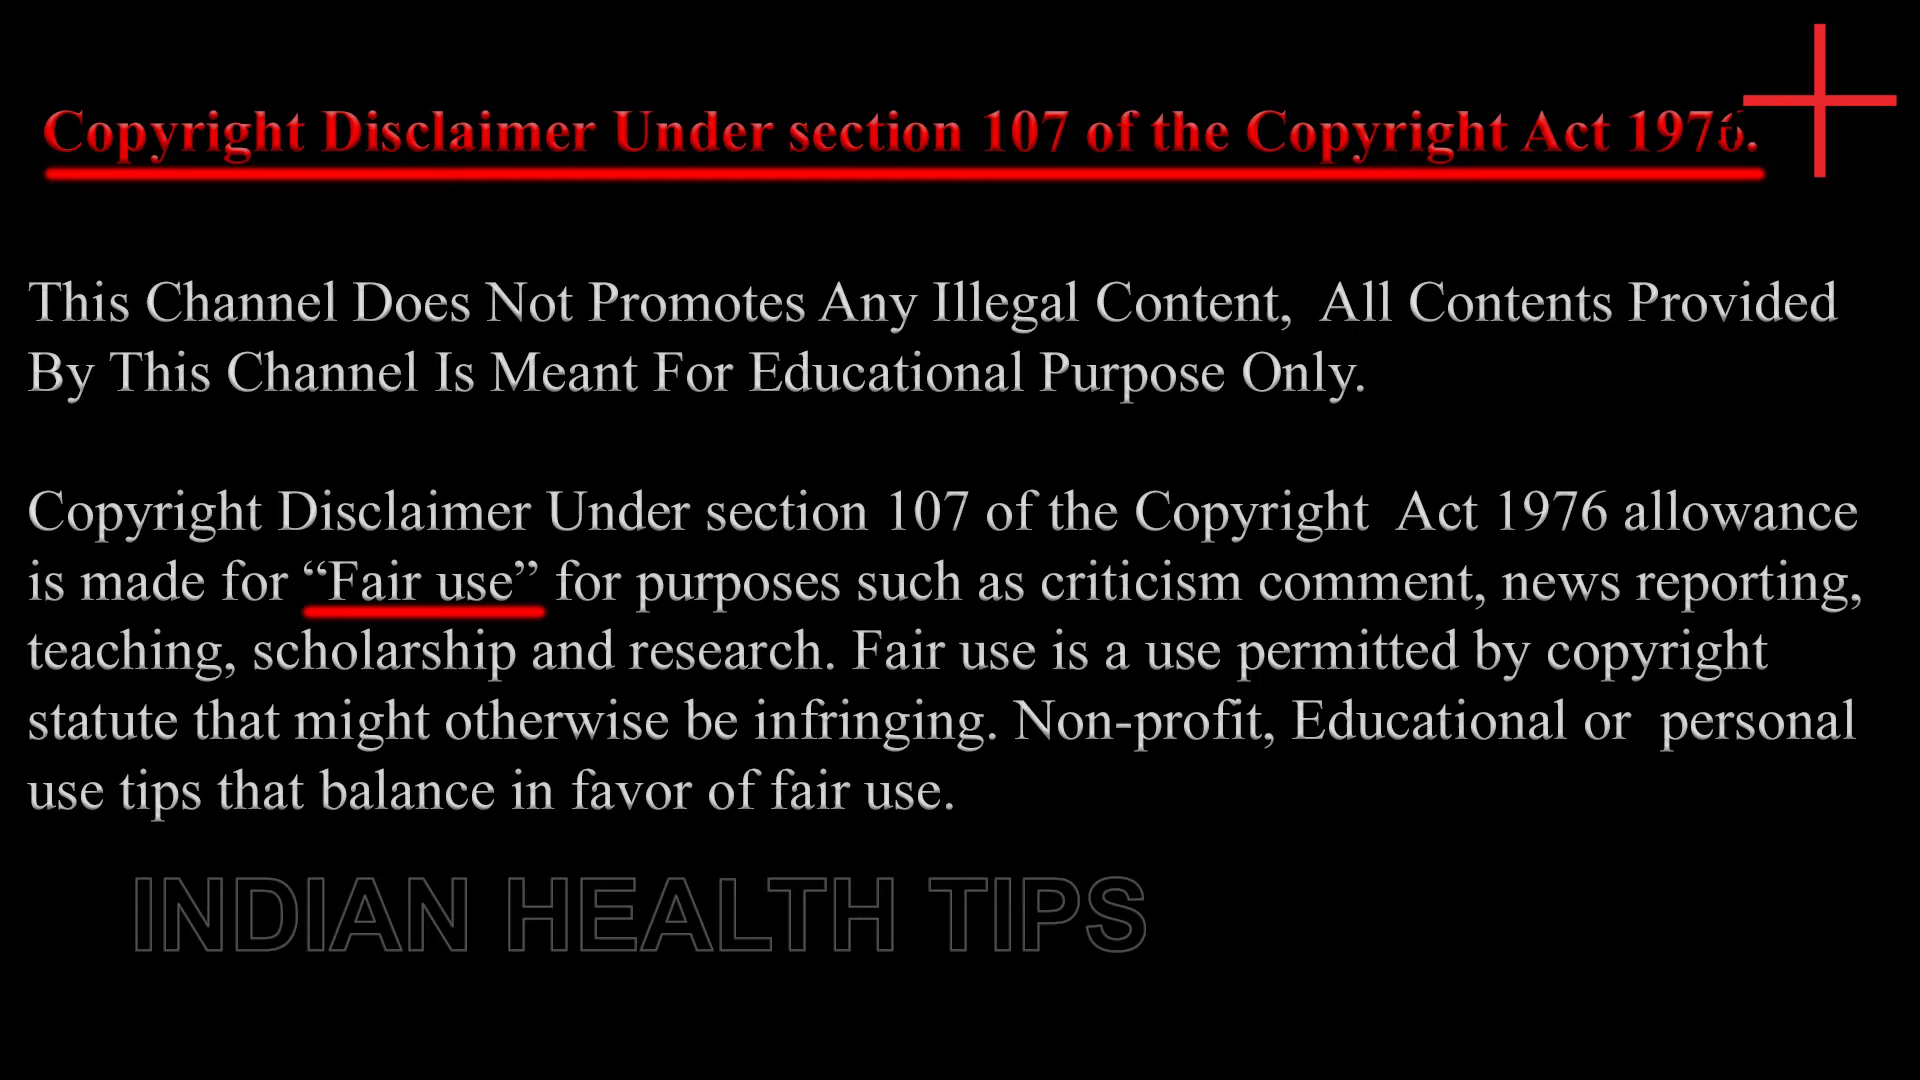 Copyright Disclaimer Under section 107 of the Copyright Act 1976.
This Channel Does Not Promotes Any Illegal Content,  All Contents Provided
By This Channel Is Meant For Educational Purpose Only.
Copyright Disclaimer Under section 107 of the Copyright  Act 1976 allowance
is made for “Fair use” for purposes such as criticism comment, news reporting,
teaching, scholarship and research. Fair use is a use permitted by copyright
statute that might otherwise be infringing. Non-profit, Educational or  personal
use tips that balance in favor of fair use.
INDIAN HEALTH TIPS